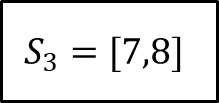 S₃ = [7,8]